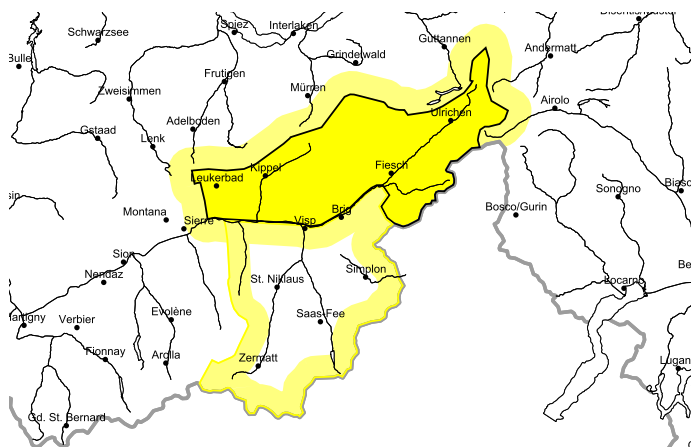 Spiez
Interlaken
Schwarzsee
Guttannen
Andermatt
Grindelwald
Bulle
Frutigen
Mürren
Zweisimmen
Airolo
Adelboden
Ulrichen
Gstaad
Lenk
Kippel
Fiesch
Leukerbad
Sonogno
Montana
Brig
Bosco/Gurin
Visp
Sierre
Sion
Simplon
Nendaz
St. Niklaus
Locarno
Verbier
Evolène
Saas-Fee
Fionnay
Arolla
Zermatt
Gd. St. Bernard